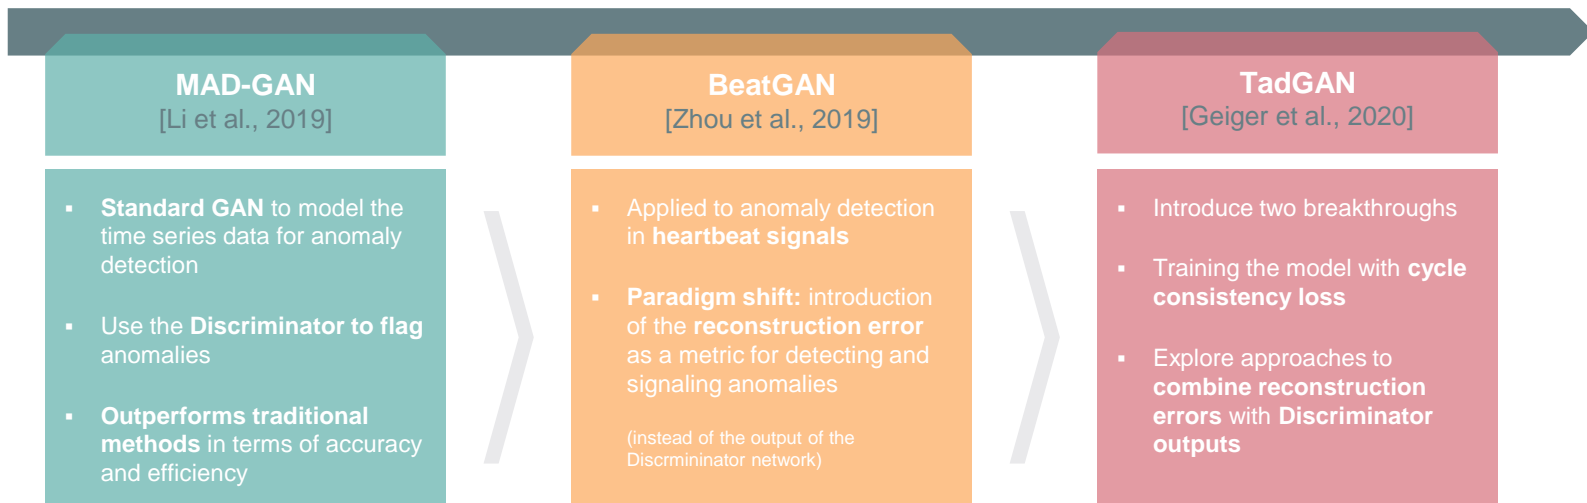 MAD-GAN
[Li et al., 2019]
▪ Standard GAN to model the
time series data for anomaly
detection
▪ Use the Discriminator to flag
anomalies
▪ Outperforms traditional
methods in terms of accuracy
and efficiency
BeatGAN
[Zhou et al., 2019]
▪ Applied to anomaly detection
in heartbeat signals
▪ Paradigm shift: introduction
of the reconstruction error
as a metric for detecting and
signaling anomalies
(instead of the output of the
Discrmininator network)
TadGAN
[Geiger et al., 2020]
▪ Introduce two breakthroughs
▪ Training the model with cycle
consistency loss
▪ Explore approaches to
combine reconstruction
errors with Discriminator
outputs